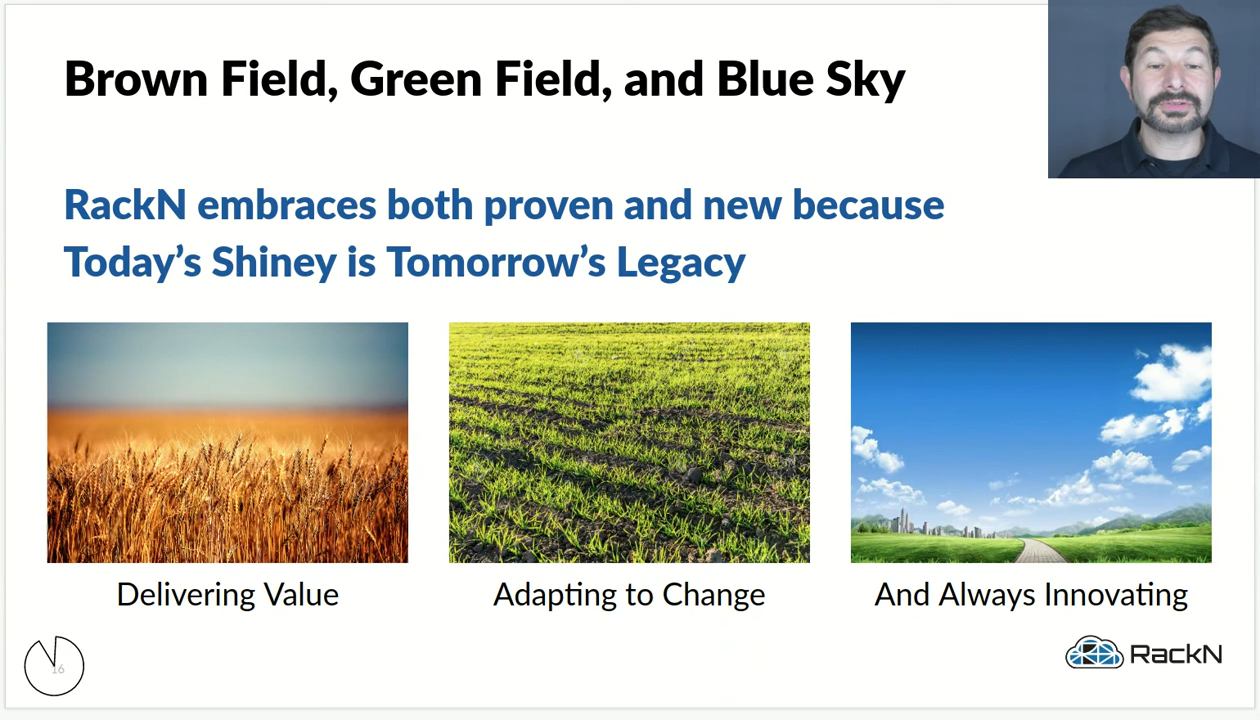 Brown Field, Green Field, and Blue Sky
RackN embraces both proven and new because
Today's Shiney is Tomorrow's Legacy
Delivering Value
Adapting to Change
And Always Innovating
16
RackN